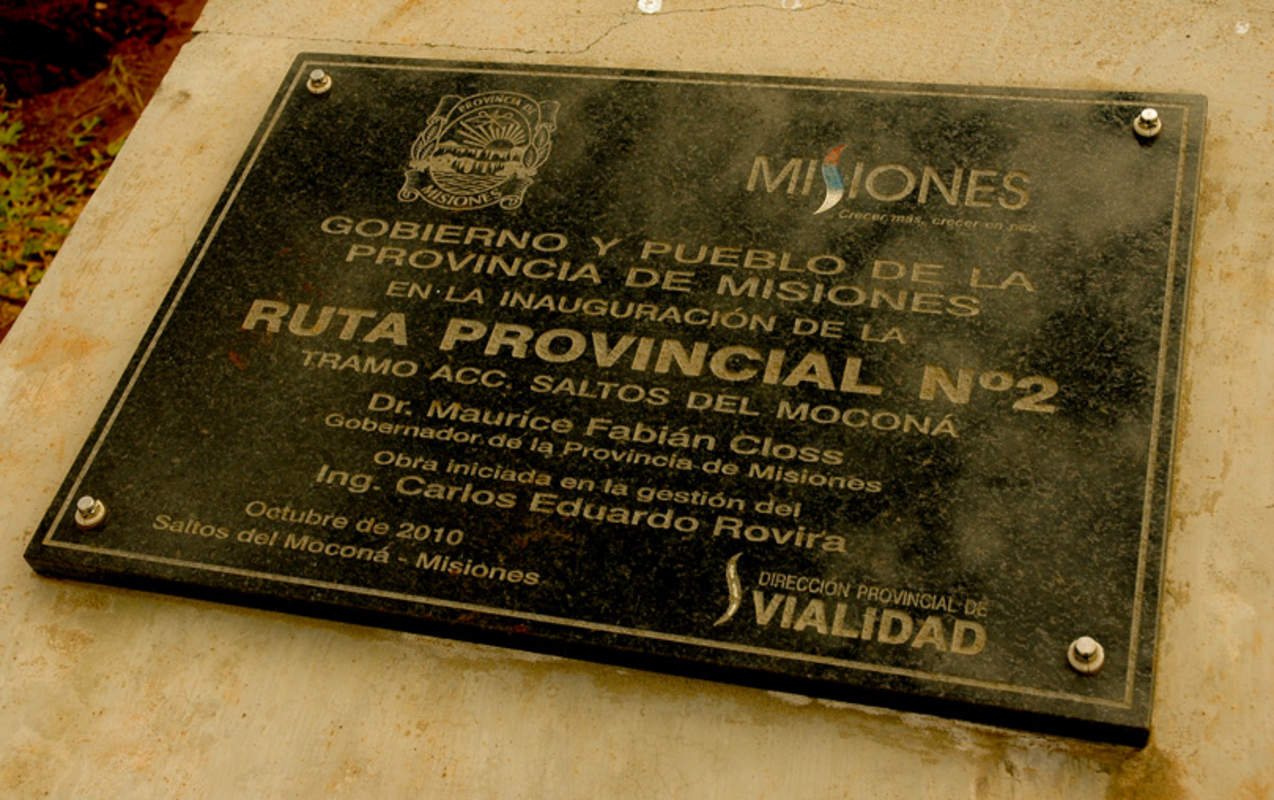 PROVINCIA DE
MISIONES
MISIONES
Crecer más, crecer en paz
GOBIERNO Y PUEBLO DE LA
PROVINCIA DE MISIONES
EN LA INAUGURACIÓN DE LA
RUTA PROVINCIAL Nº2
TRAMO ACC. SALTOS DEL MOCONÁ
Dr. Maurice Fabián Closs
Gobernador de la Provincia de Misiones
Obra iniciada en la gestión del
Ing. Carlos Eduardo Rovira
Octubre de 2010
Saltos del Moconá - Misiones
DIRECCIÓN PROVINCIAL DE
VIALIDAD